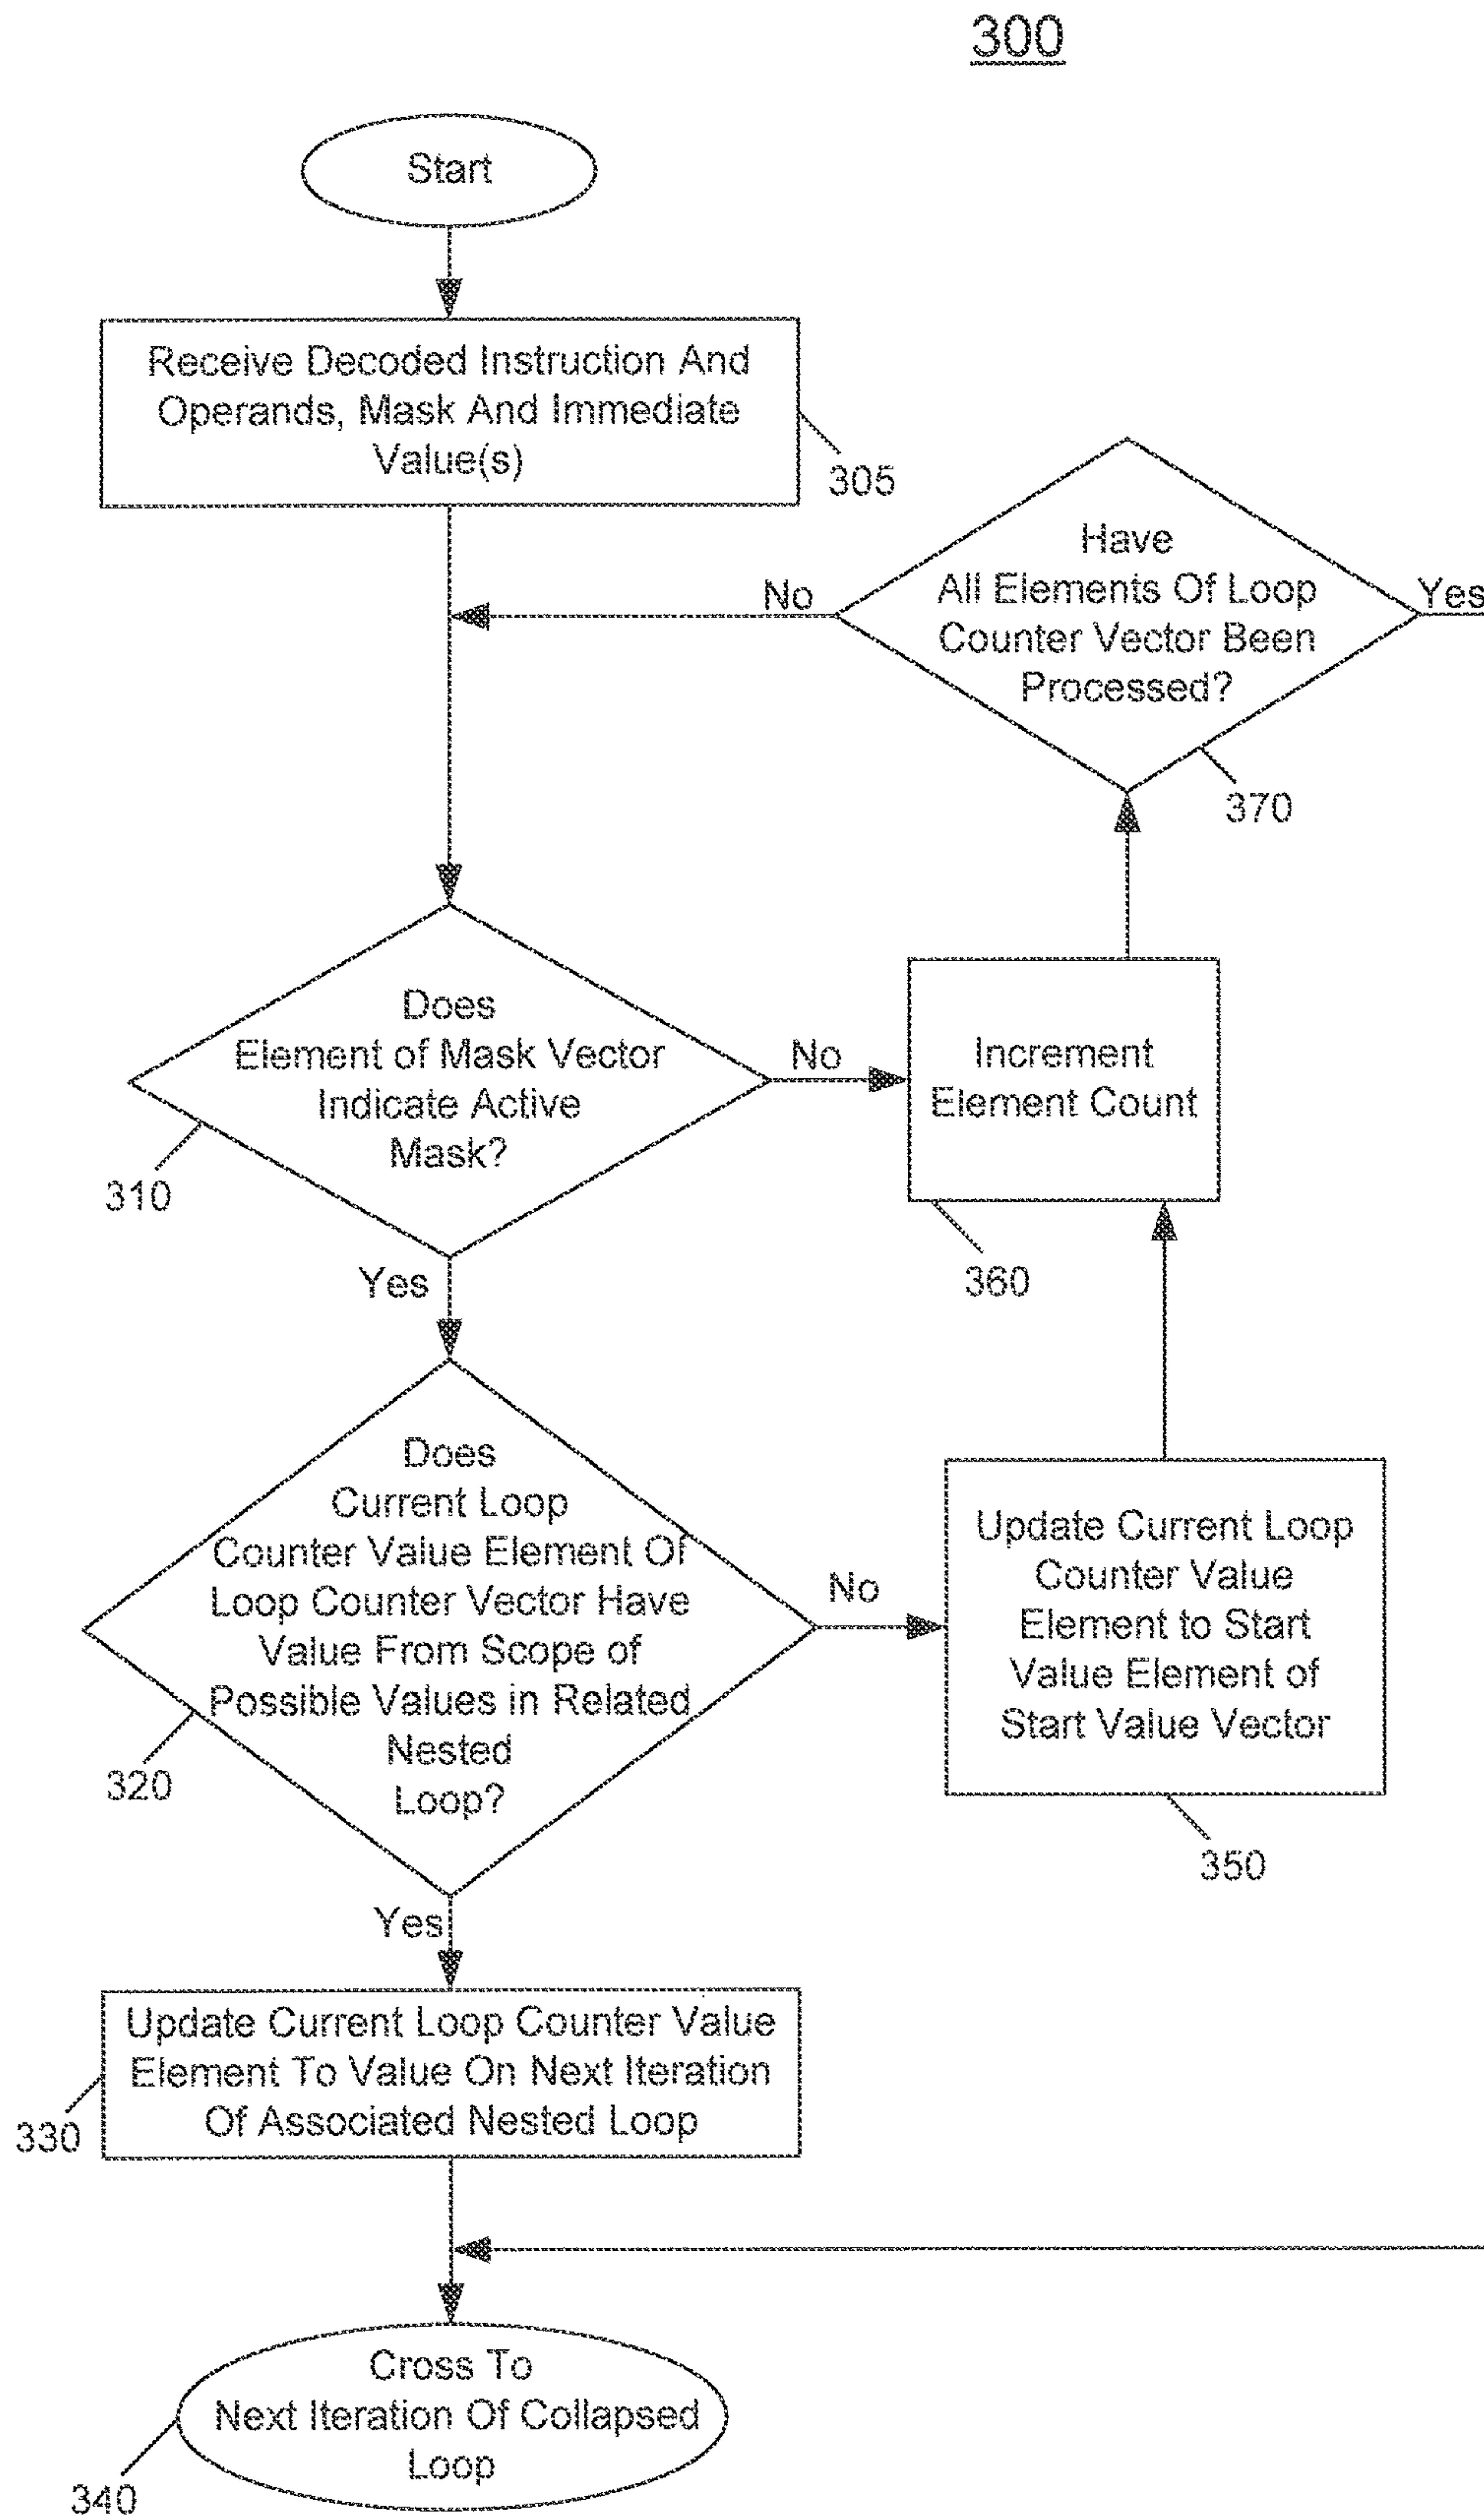 300
Start
Receive Decoded Instruction And
Operands, Mask And Immediate
Value(s)
305
Have
All Elements Of Loop
Counter Vector Been
Processed?
No
Yes
370
Does
Element of Mask Vector
Indicate Active
Mask?
No
310
Yes
Increment
Element Count
360
Does
Current Loop
Counter Value Element Of
Loop Counter Vector Have
Value From Scope of
Possible Values in Related
Nested
Loop?
No
320
Yes
Update Current Loop
Counter Value
Element to Start
Value Element of
Start Value Vector
350
Update Current Loop Counter Value
Element To Value On Next Iteration
Of Associated Nested Loop
330
Cross To
Next Iteration Of Collapsed
Loop
340